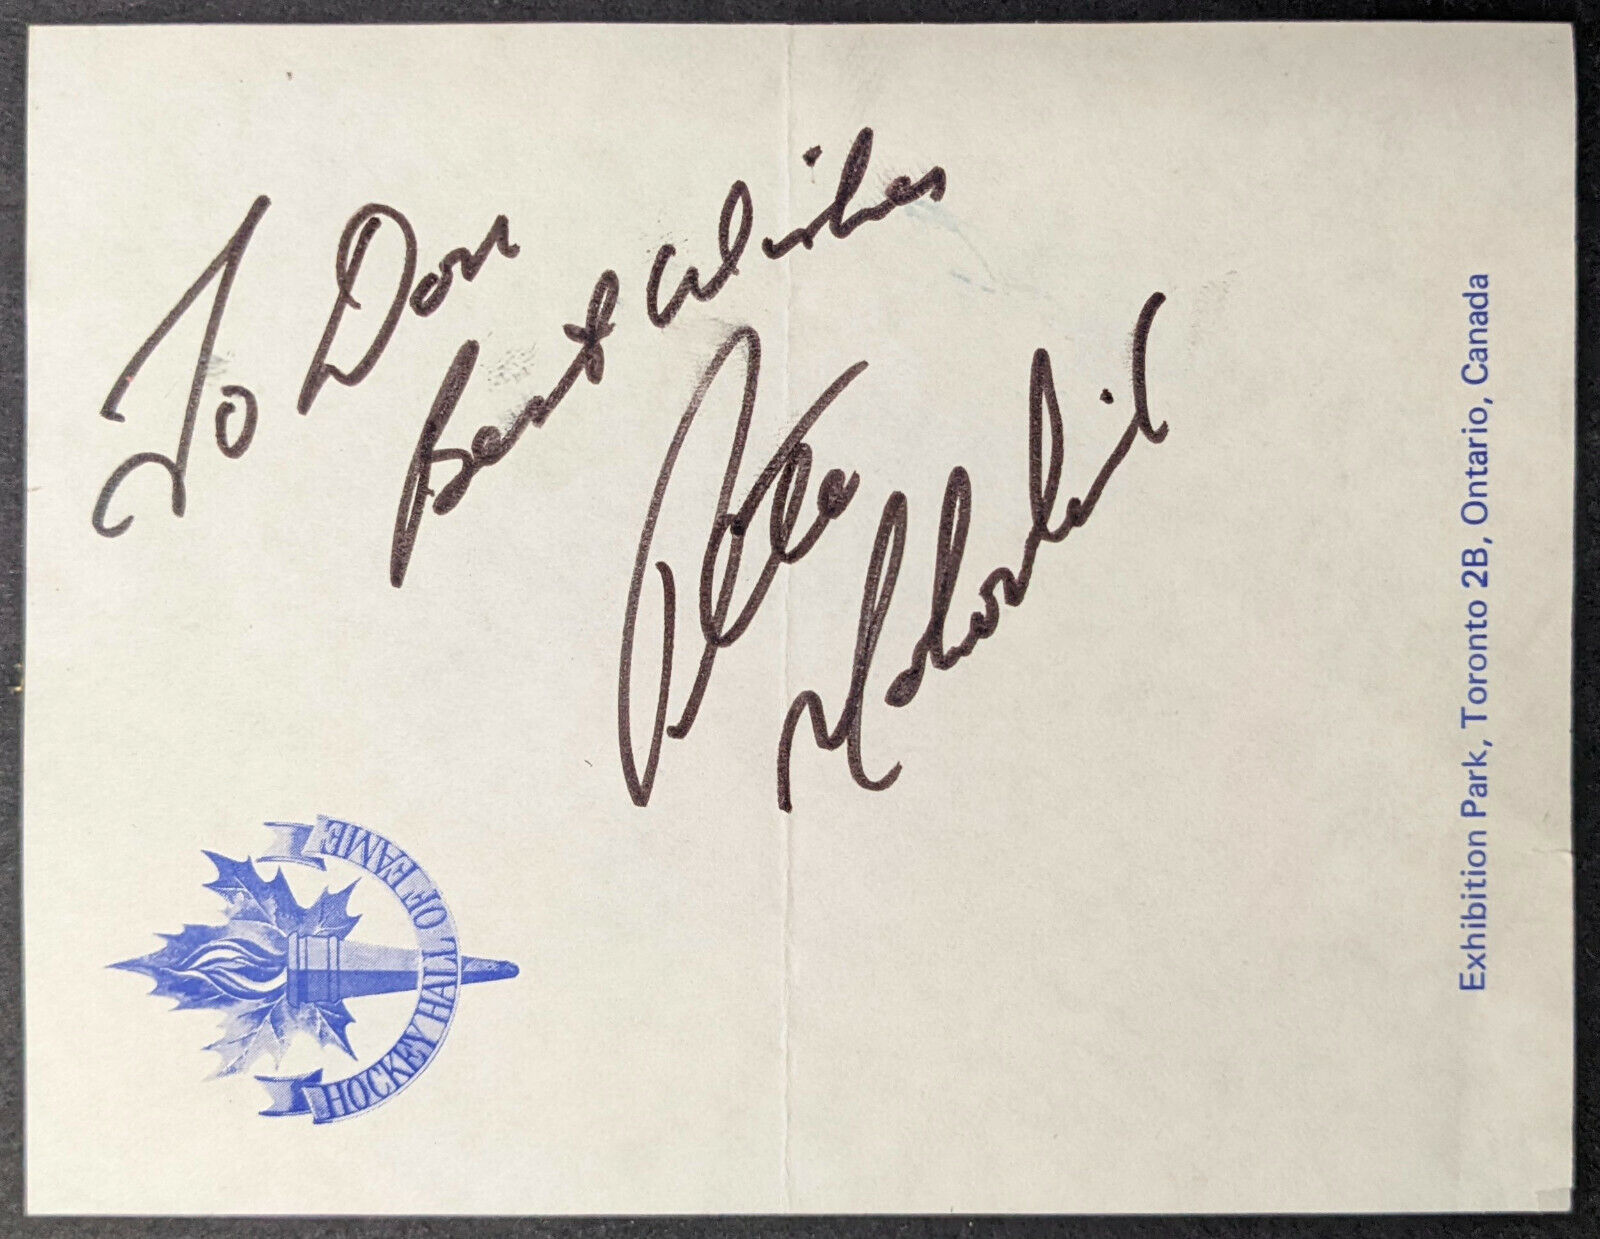 To Don
Best Wishes
Pete
Mahovlich
HOCKEY HALL OF FAME
Exhibition Park, Toronto 2B, Ontario, Canada